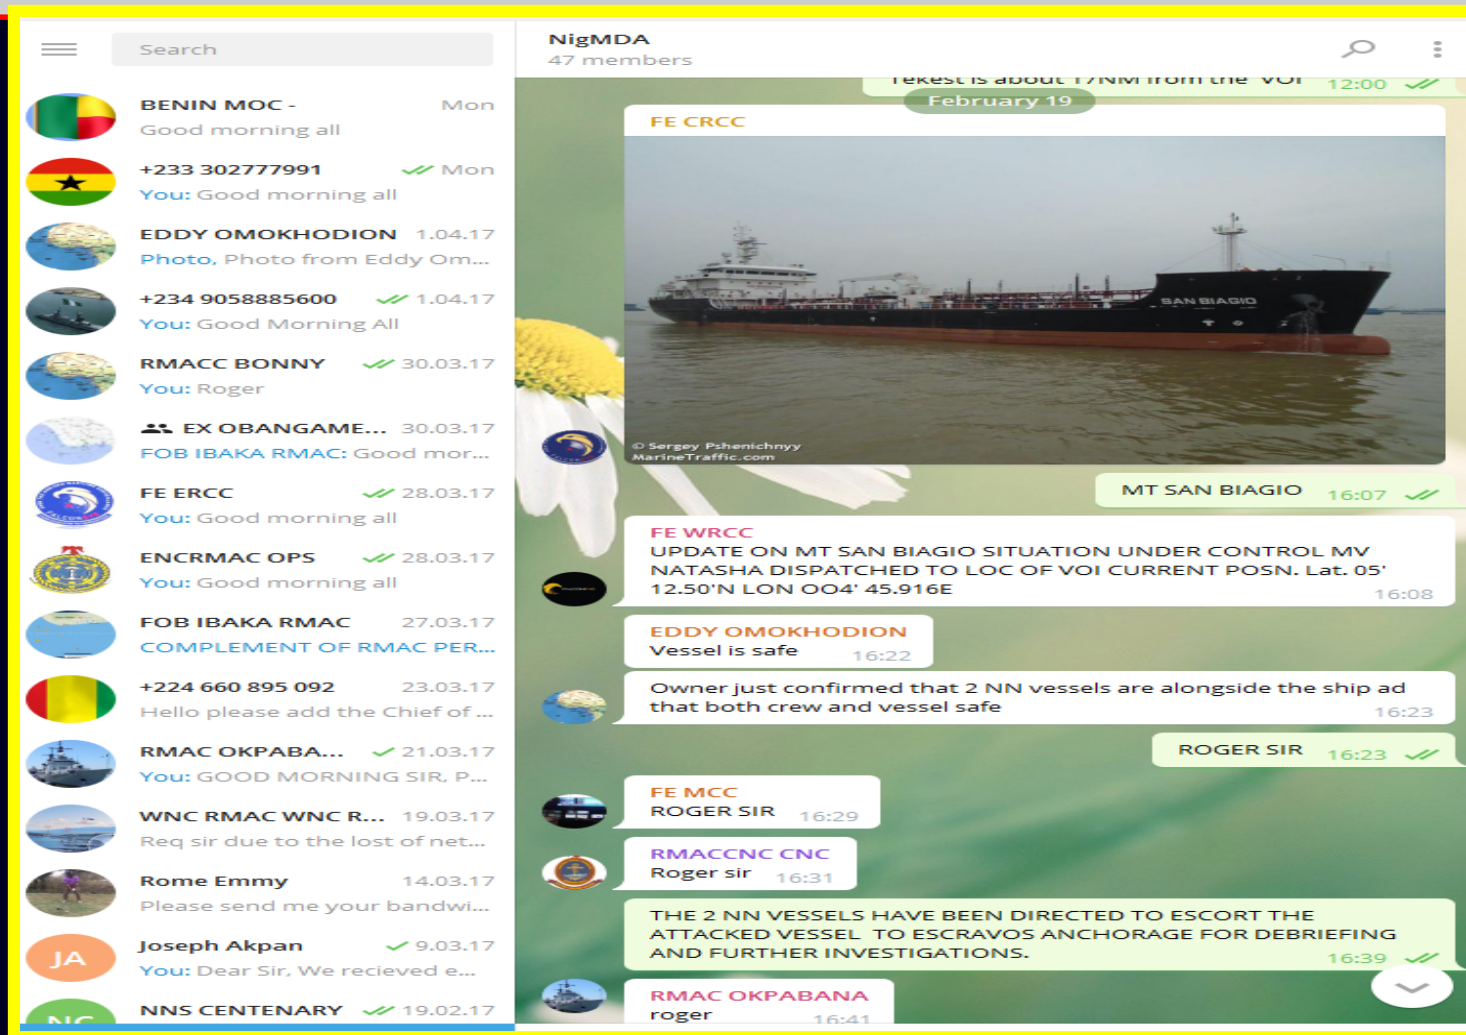 Search
BENIN MOC - Mon
Good morning all
+233 302777991 Mon
You: Good morning all
EDDY OMOKHODION 1.04.17
Photo, Photo from Eddy Om...
+234 9058885600 1.04.17
You: Good Morning All
RMACC BONNY 30.03.17
You: Roger
EX OBANGAME... 30.03.17
FOB IBAKA RMAC: Good mor...
FE ERCC 28.03.17
You: Good morning all
ENCRMAC OPS 28.03.17
You: Good morning all
FOB IBAKA RMAC 27.03.17
COMPLEMENT OF RMAC PER...
+224 660 895 092 23.03.17
Hello please add the Chief of ...
RMAC OKPABA... 21.03.17
You: GOOD MORNING SIR, P...
WNC RMAC WNC R... 19.03.17
Req sir due to the lost of net...
Rome Emmy 14.03.17
Please send me your bandwi...
JA
Joseph Akpan 9.03.17
You: Dear Sir, We recieved e...
NC
NNS CENTENARY 19.02.17
NigMDA
47 members
Tekest is about 17NM from the VOI 12:00
February 19
FE CRCC
SAN BIAGIO
© Sergey Pshenichnyy
MarineTraffic.com
MT SAN BIAGIO 16:07
FE WRCC
UPDATE ON MT SAN BIAGIO SITUATION UNDER CONTROL MV
NATASHA DISPATCHED TO LOC OF VOI CURRENT POSN. Lat. 05'
12.50'N LON OO4' 45.916E
16:08
EDDY OMOKHODION
Vessel is safe 16:22
Owner just confirmed that 2 NN vessels are alongside the ship ad
that both crew and vessel safe
16:23
ROGER SIR 16:23
FE MCC
ROGER SIR 16:29
RMACCNC CNC
Roger sir 16:31
THE 2 NN VESSELS HAVE BEEN DIRECTED TO ESCORT THE
ATTACKED VESSEL TO ESCRAVOS ANCHORAGE FOR DEBRIEFING
AND FURTHER INVESTIGATIONS. 16:39
RMAC OKPABANA
roger 16:41